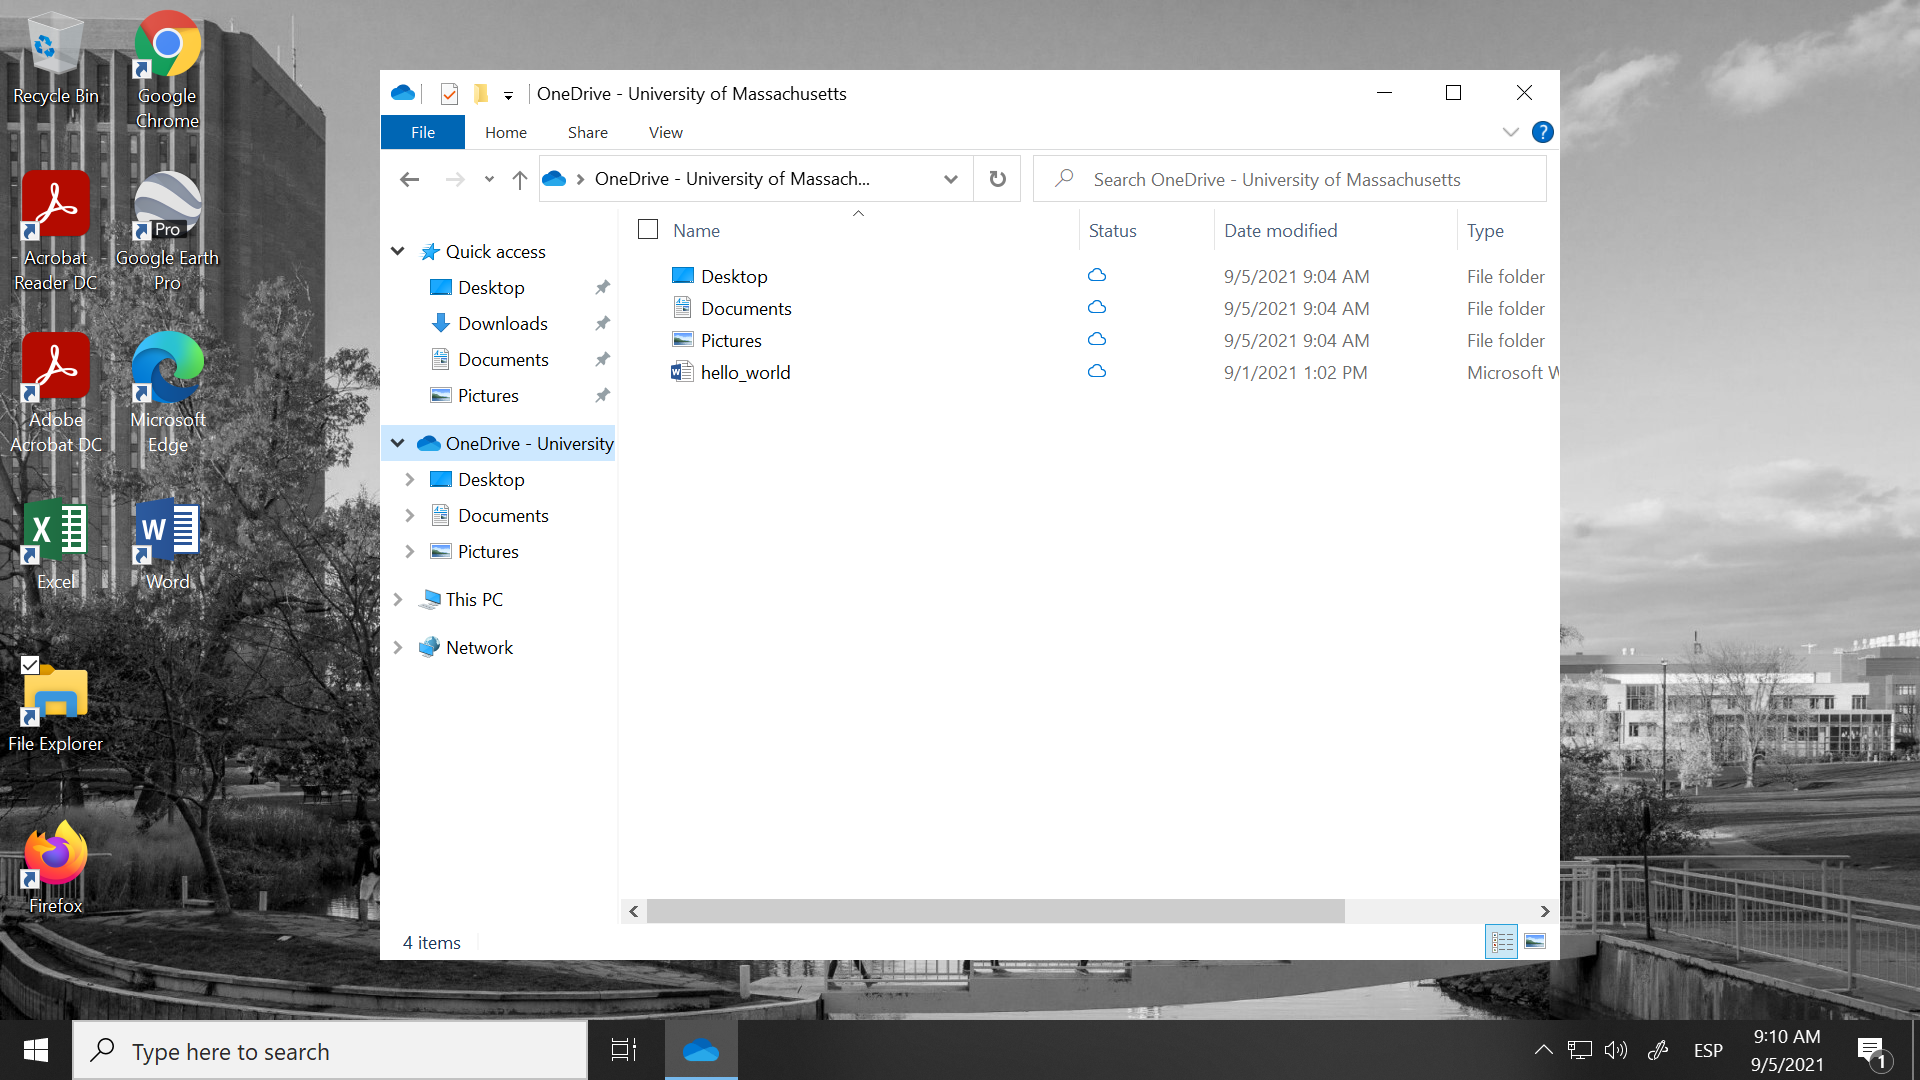 Recycle Bin
Google
Chrome
Acrobat
Reader DC
Pro
Google Earth
Pro
Adobe
Acrobat DC
Microsoft
Edge
X
Excel
W
Word
File Explorer
Firefox
OneDrive - University of Massachusetts
File Home Share View ?
OneDrive - University of Massach...
Search OneDrive - University of Massachusetts
Quick access
Desktop
Downloads
Documents
Pictures
OneDrive - University
Desktop
Documents
Pictures
This PC
Network
Name Status Date modified Type
Desktop 9/5/2021 9:04 AM File folder
Documents 9/5/2021 9:04 AM File folder
Pictures 9/5/2021 9:04 AM File folder
hello_world 9/1/2021 1:02 PM Microsoft W
4 items
Type here to search
ESP
9:10 AM
9/5/2021
1